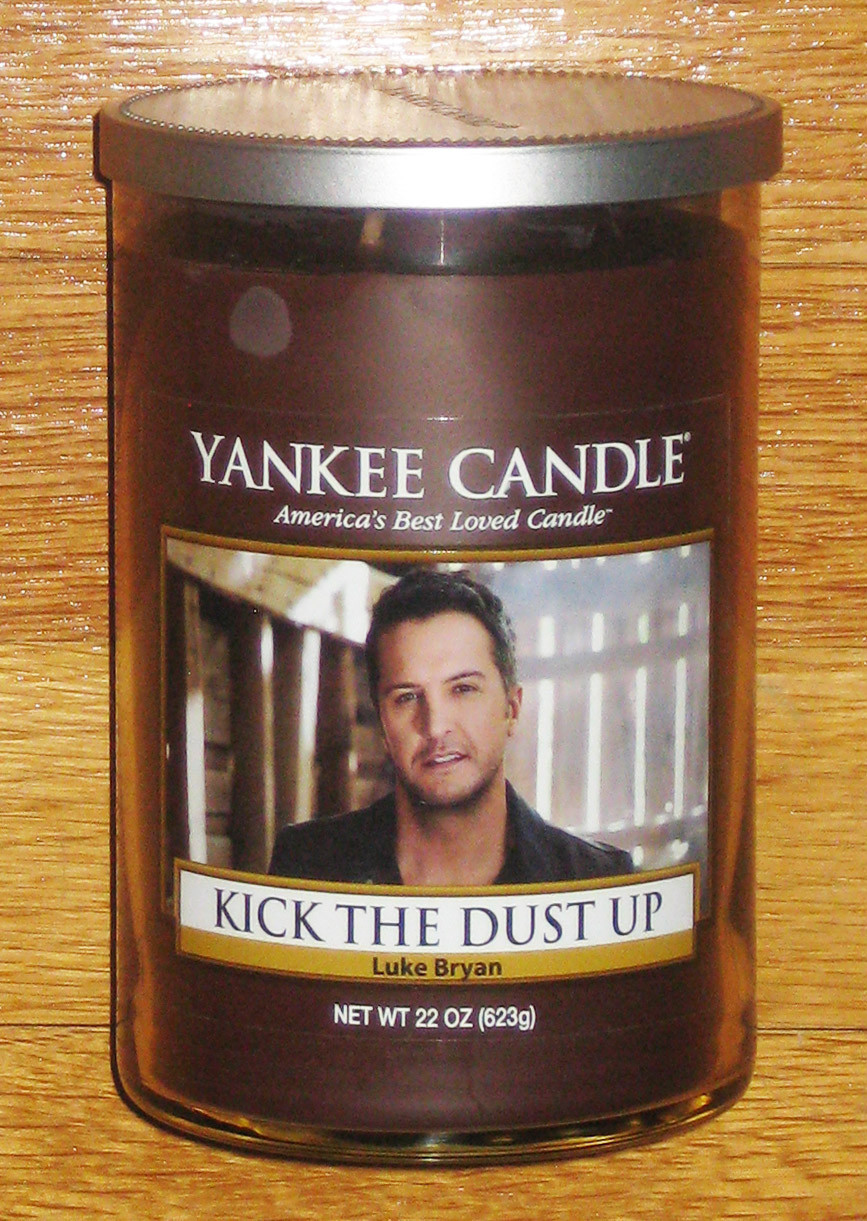 YANKEE CANDLE®
America's Best Loved Candle™
KICK THE DUST UP
Luke Bryan
NET WT 22 OZ (623g)